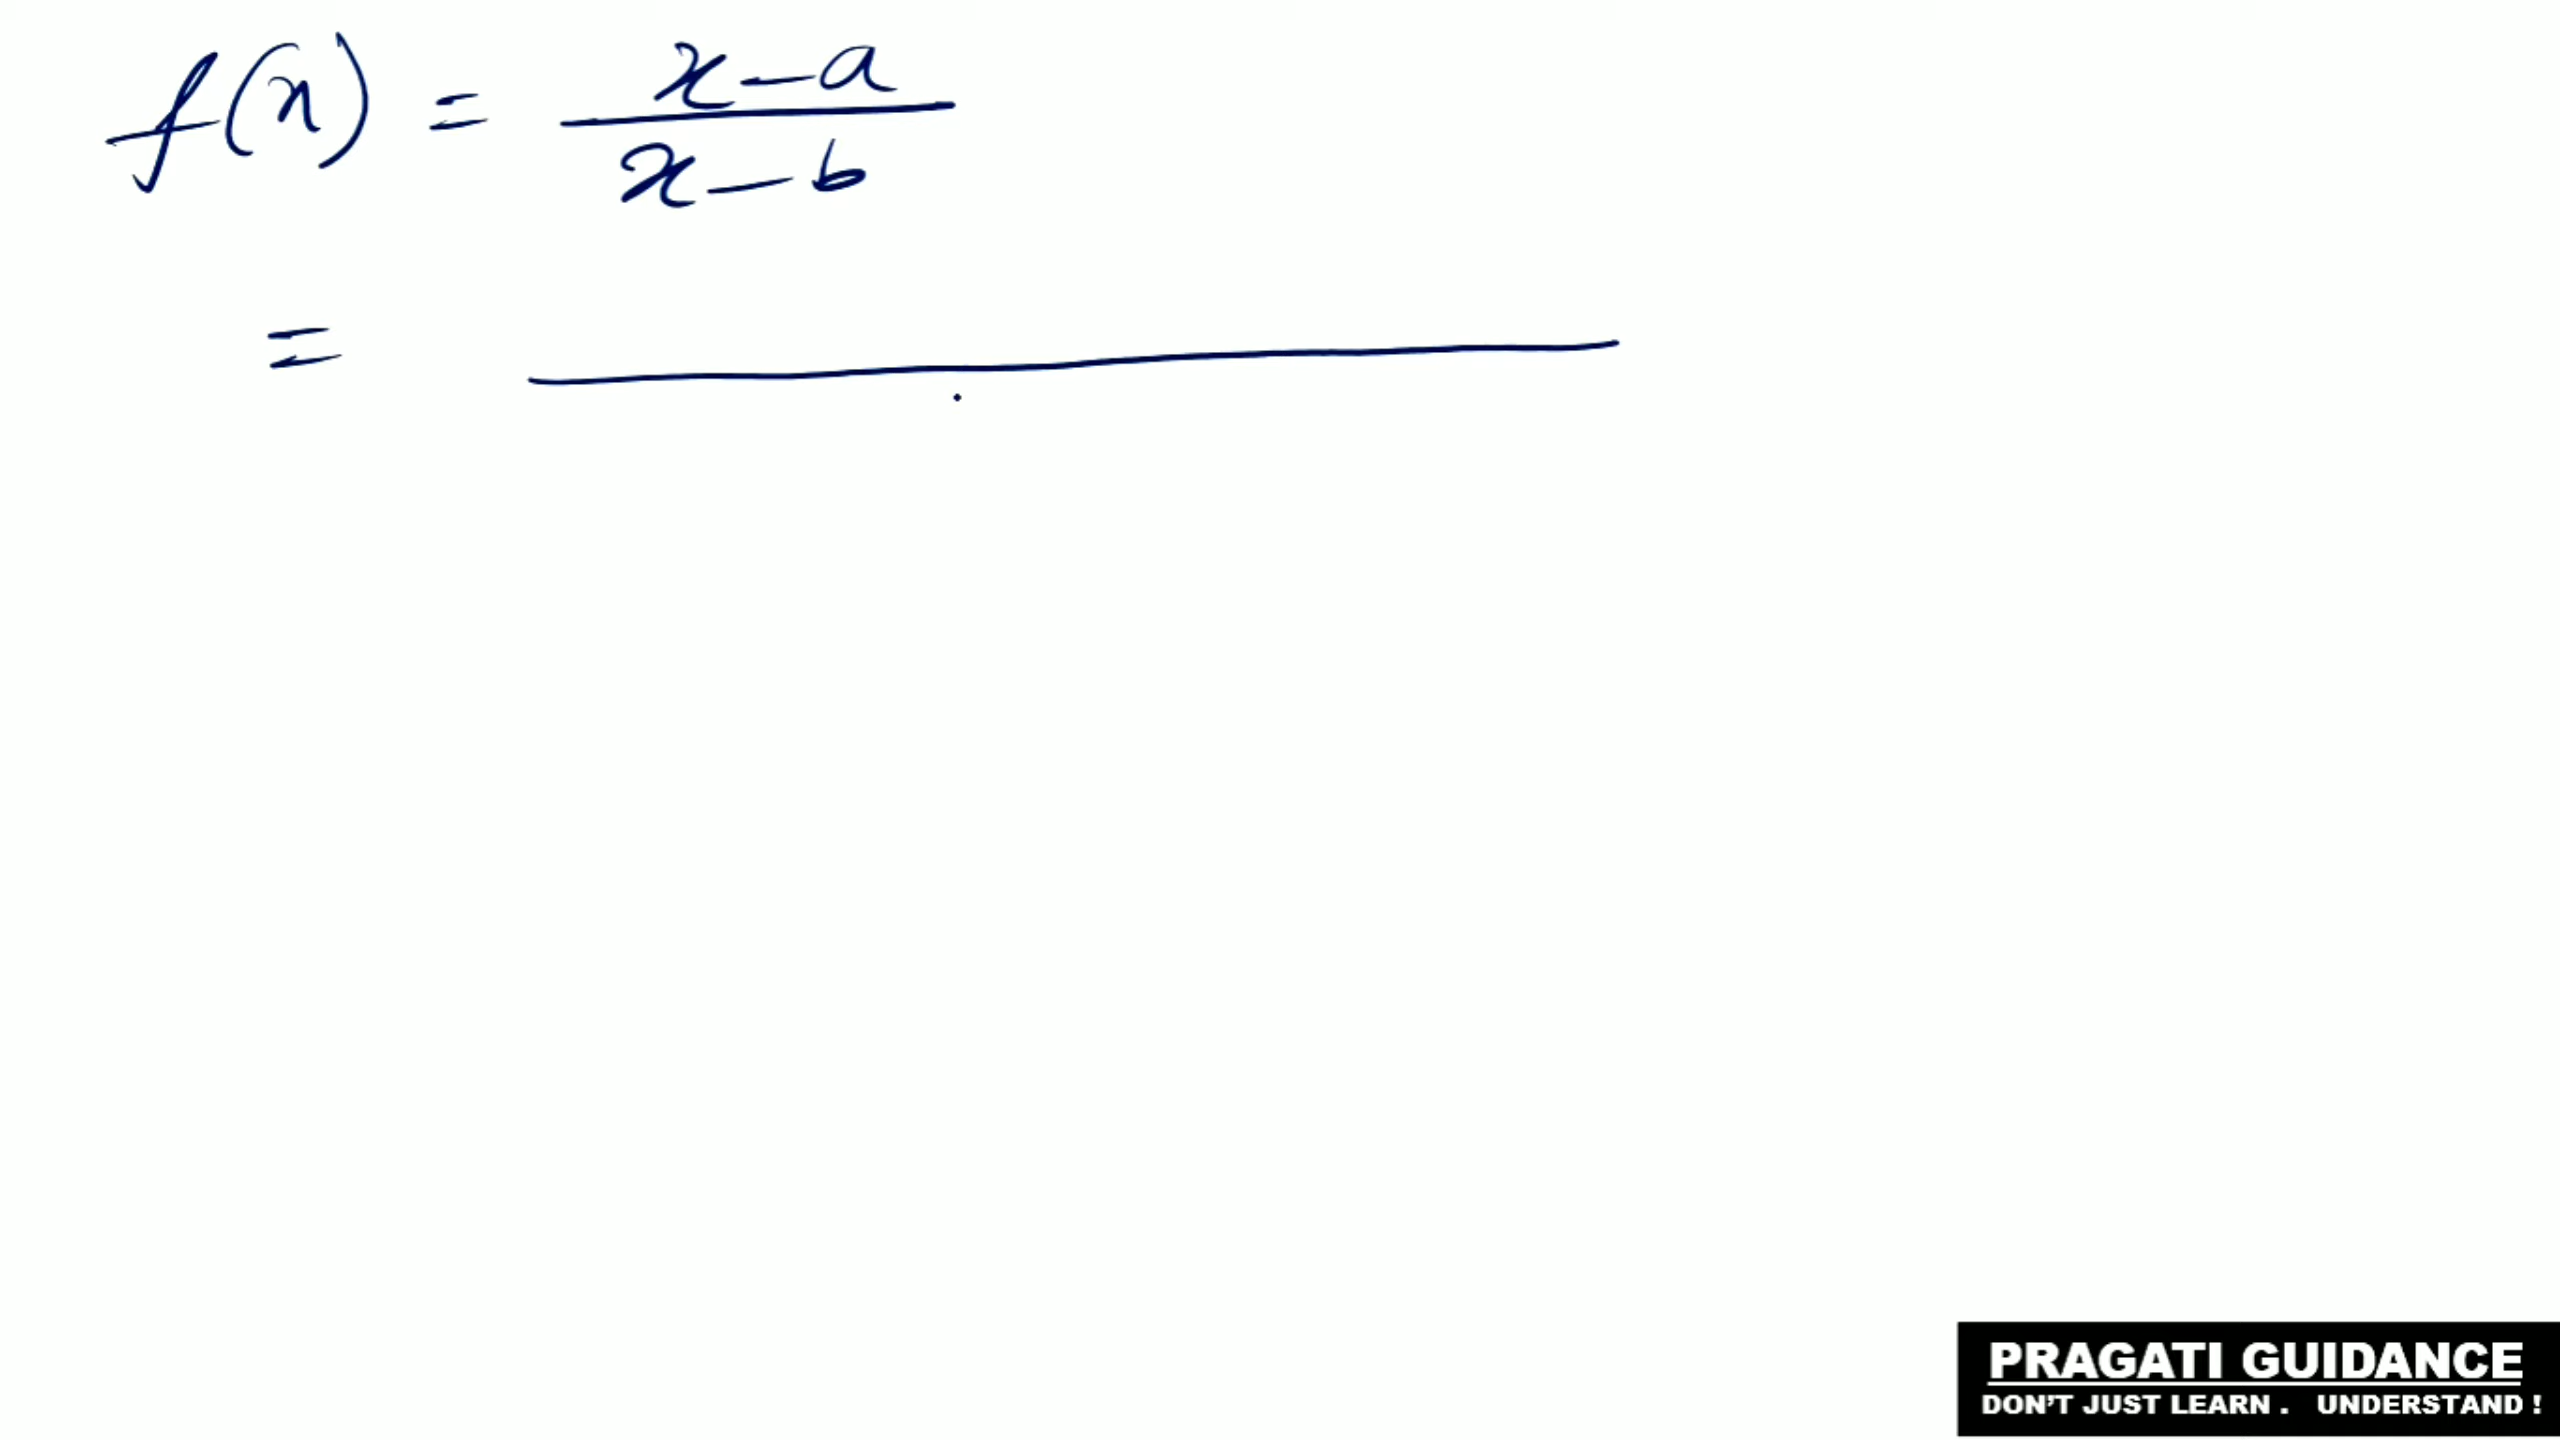 f(x) = x-a / x-b
=
PRAGATI GUIDANCE
DON'T JUST LEARN . UNDERSTAND !